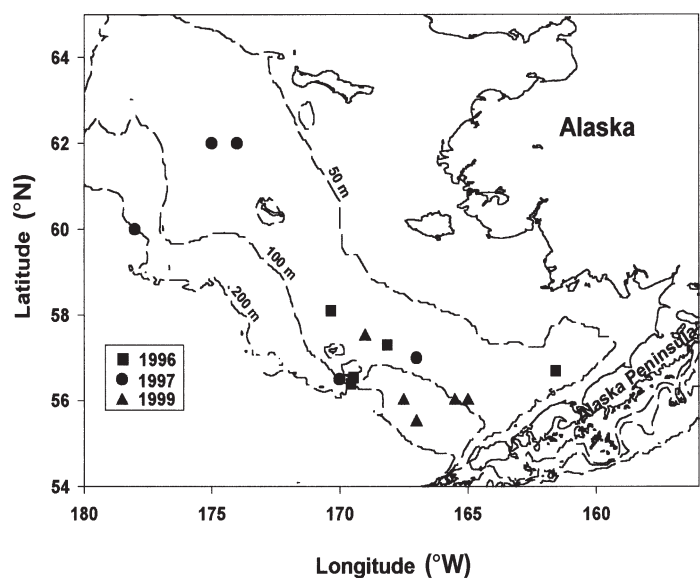 64
62
60
58
56
54
Latitude (°N)
Alaska
50 m
100 m
200 m
1996
1997
1999
Alaska Peninsula
180
175
170
165
160
Longitude (°W)